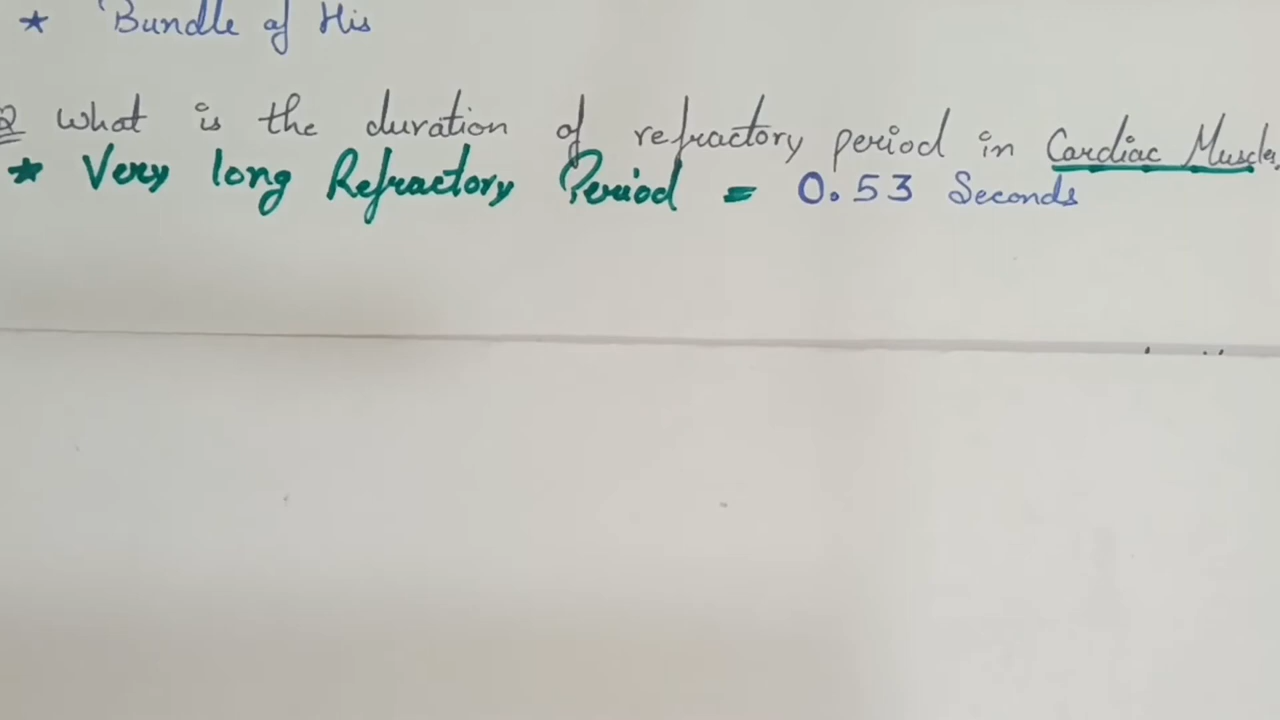 ★ Bundle of His
Q What is the duration of refractory period in Cardiac Muscles
★ Very long Refractory Period = 0.53 Seconds